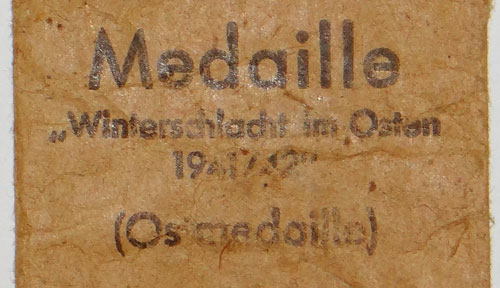 Medaille
„Winterschlacht im Osten
1941/42"
(Ostmedaille)